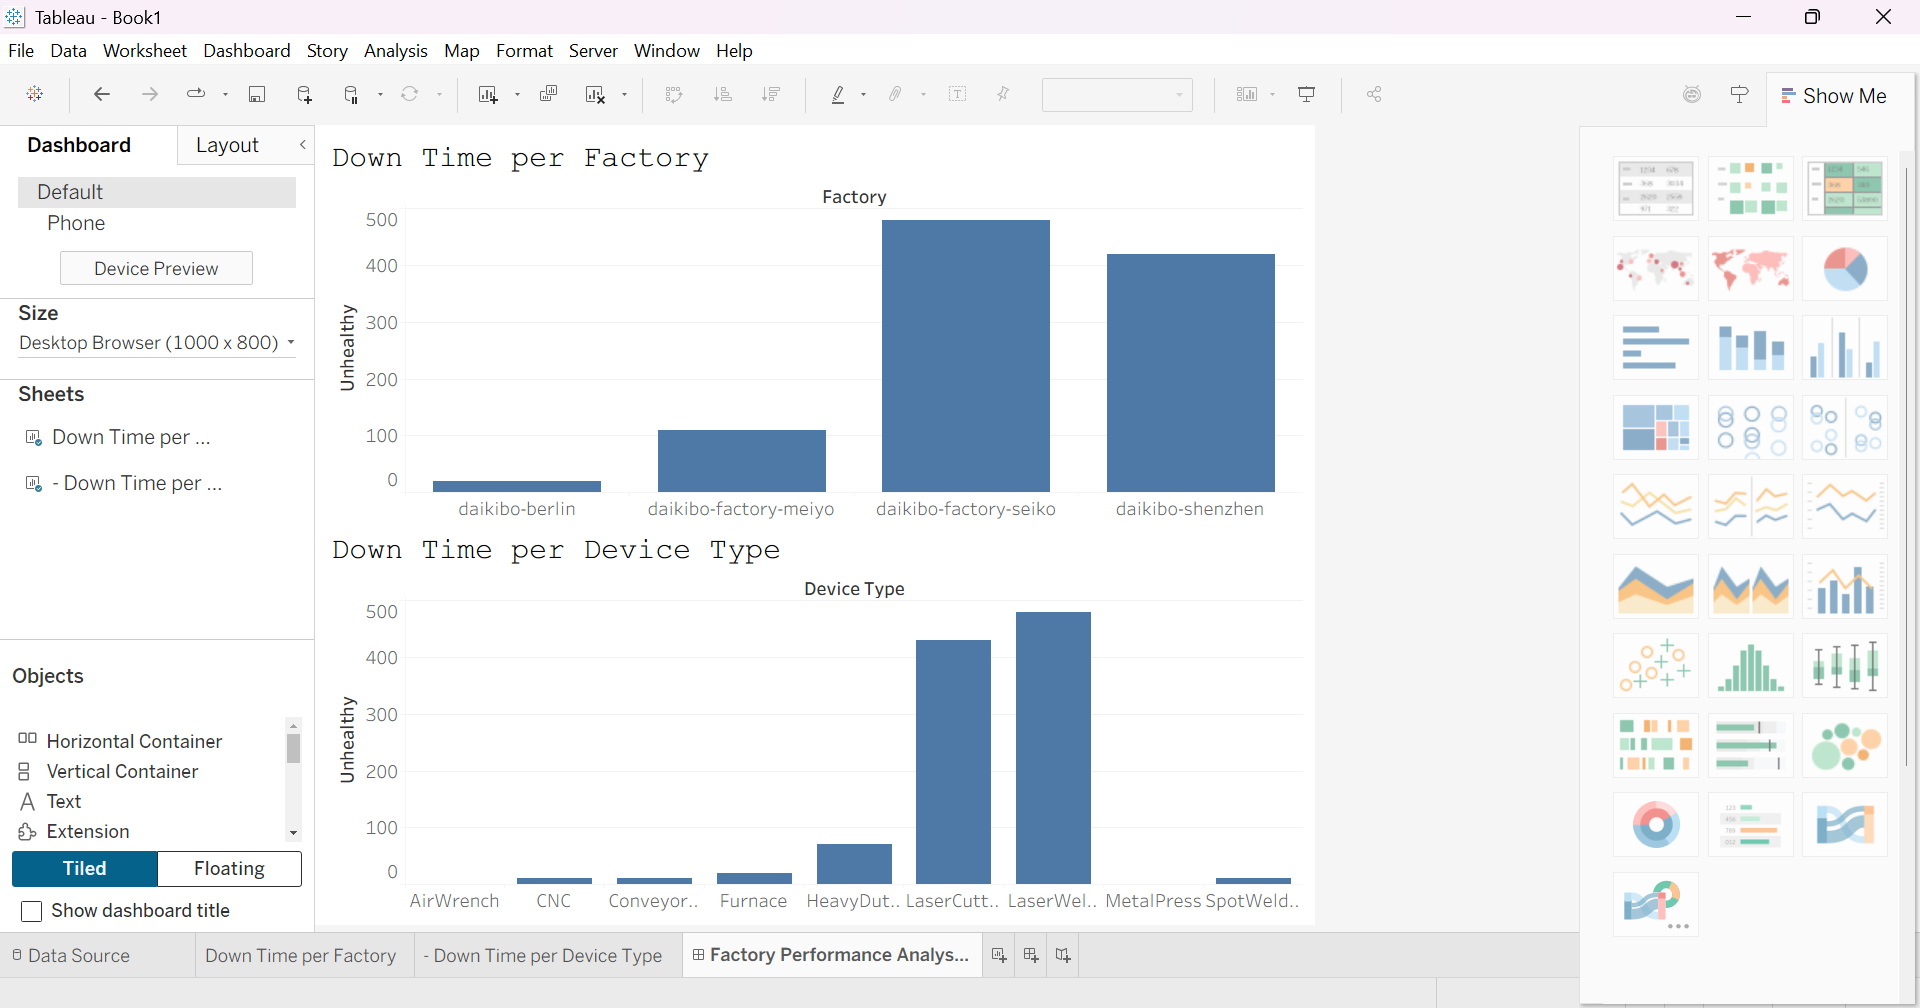 Tableau - Book1
File Data Worksheet Dashboard Story Analysis Map Format Server Window Help
Show Me
Dashboard
Layout
Default
Phone
Device Preview
Size
Desktop Browser (1000 x 800)
Sheets
Down Time per ...
- Down Time per ...
Objects
Horizontal Container
Vertical Container
Text
Extension
Tiled
Floating
Show dashboard title
Down Time per Factory
Factory
Unhealthy
500
400
300
200
100
0
daikibo-berlin
daikibo-factory-meiyo
daikibo-factory-seiko
daikibo-shenzhen
Down Time per Device Type
Device Type
Unhealthy
500
400
300
200
100
0
AirWrench
CNC
Conveyor..
Furnace
HeavyDut..
LaserCutt..
LaserWel..
MetalPress
SpotWeld..
Data Source
Down Time per Factory
- Down Time per Device Type
Factory Performance Analys...